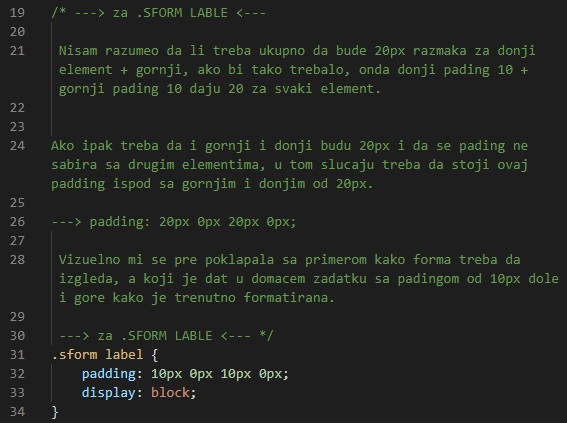 19 /* ---> za .SFORM LABLE <---
20
21 Nisam razumeo da li treba ukupno da bude 20px razmaka za donji
element + gornji, ako bi tako trebalo, onda donji pading 10 +
gornji pading 10 daju 20 za svaki element.
22
23
24 Ako ipak treba da i gornji i donji budu 20px i da se pading ne
sabira sa drugim elementima, u tom slucaju treba da stoji ovaj
padding ispod sa gornjim i donjim od 20px.
25
26 ---> padding: 20px 0px 20px 0px;
27
28 Vizuelno mi se pre poklapala sa primerom kako forma treba da
izgleda, a koji je dat u domacem zadatku sa padingom od 10px dole
i gore kako je trenutno formatirana.
29
30 ---> za .SFORM LABLE <--- */
31 .sform label {
32 padding: 10px 0px 10px 0px;
33 display: block;
34 }